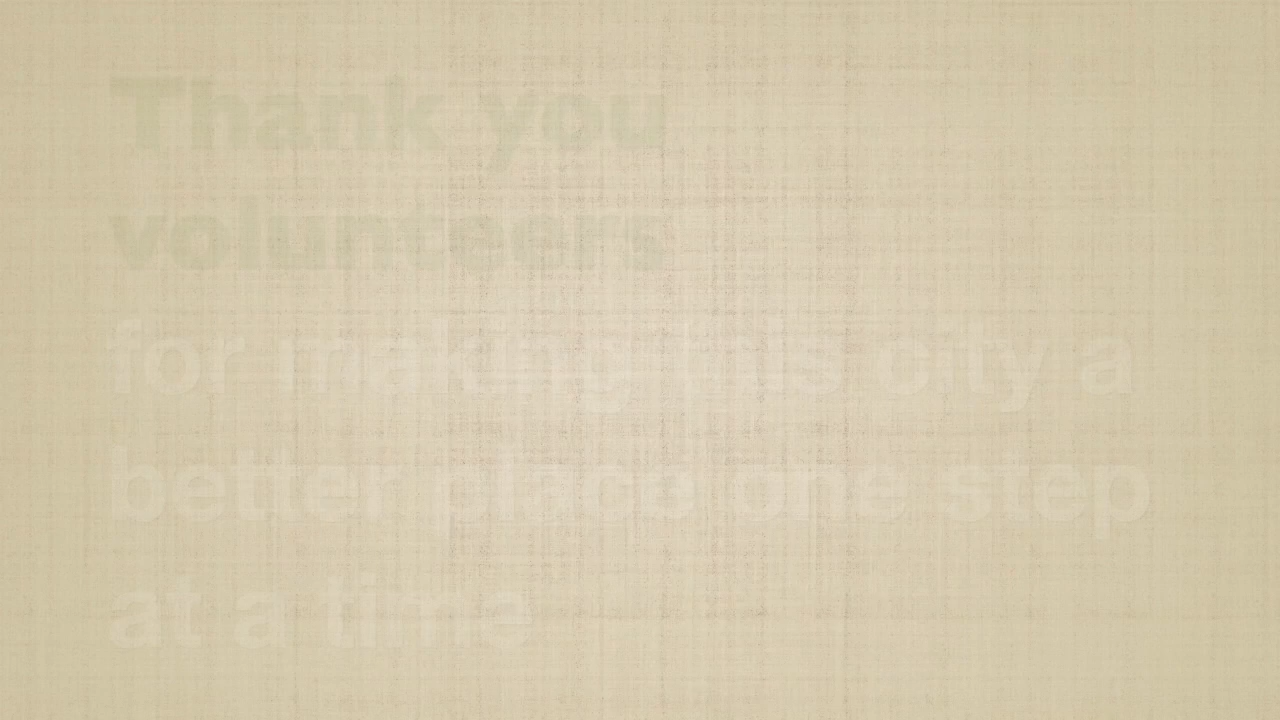 Thank you
volunteers
for making this city a
better place one step
at a time